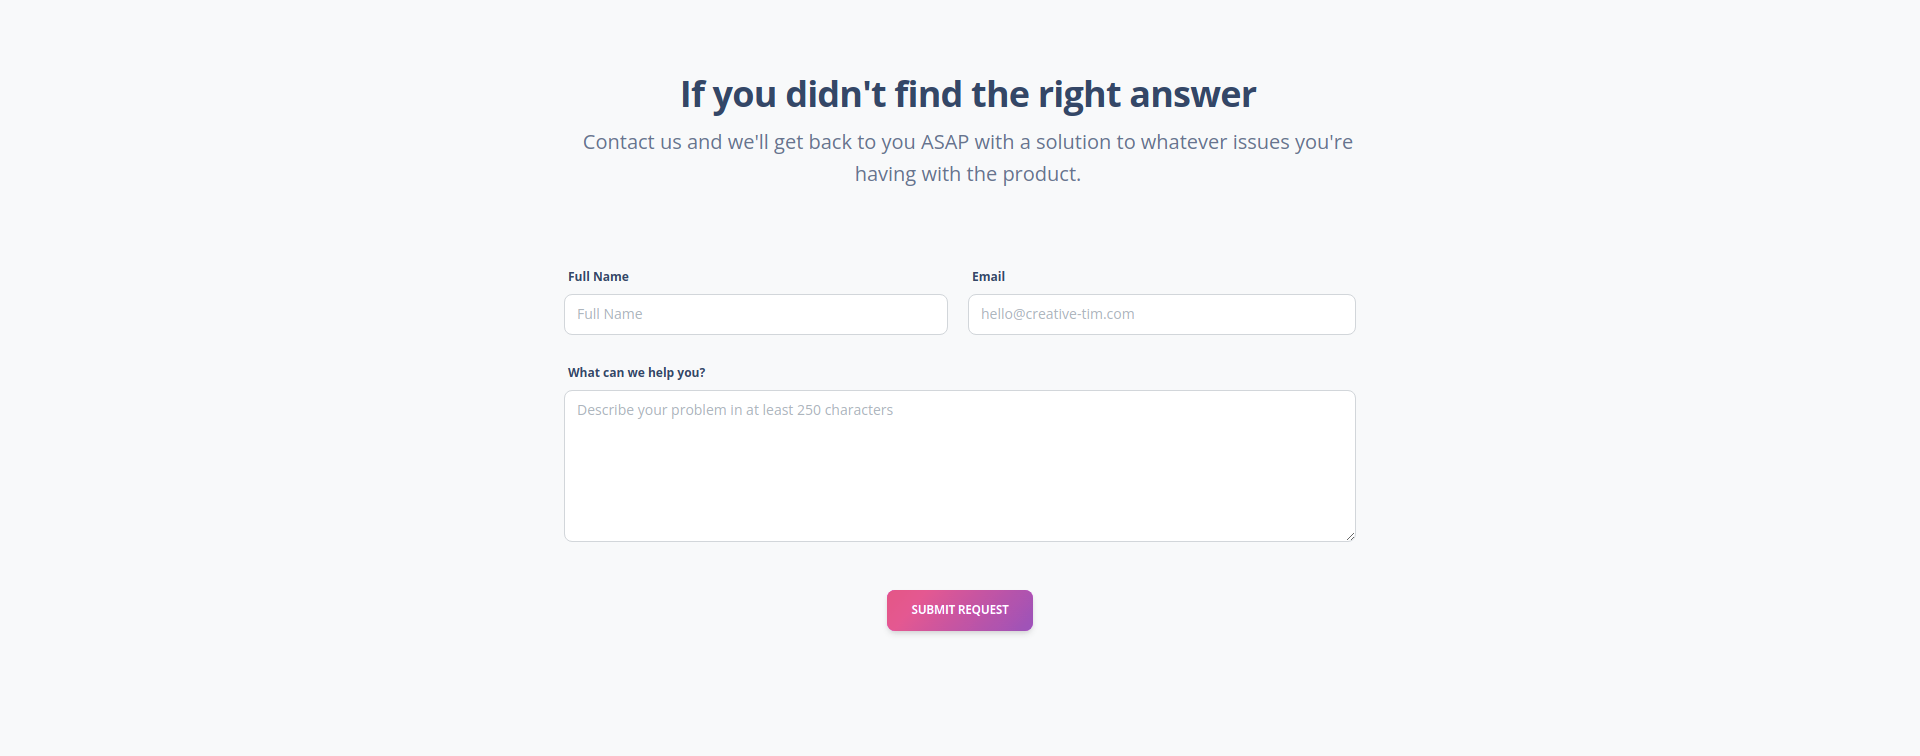 If you didn't find the right answer
Contact us and we'll get back to you ASAP with a solution to whatever issues you're
having with the product.
Full Name
Email
Full Name
hello@creative-tim.com
What can we help you?
Describe your problem in at least 250 characters
SUBMIT REQUEST